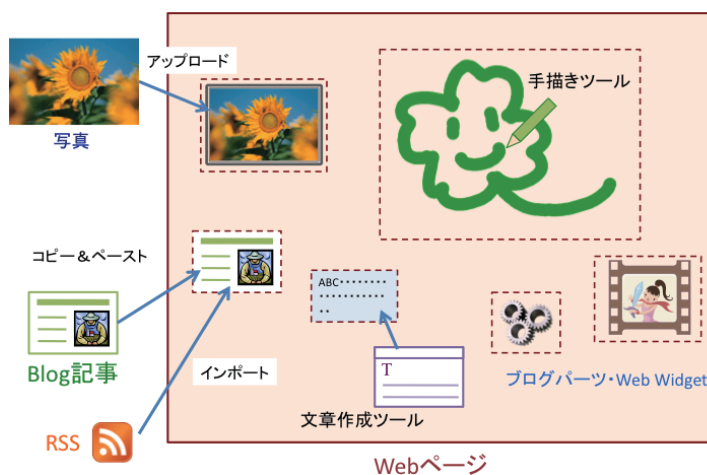 アップロード
手描きツール
写真
コピー＆ペースト
ABC
Blog記事
インポート
T
文章作成ツール
ブログパーツ・Web Widget
RSS
Webページ